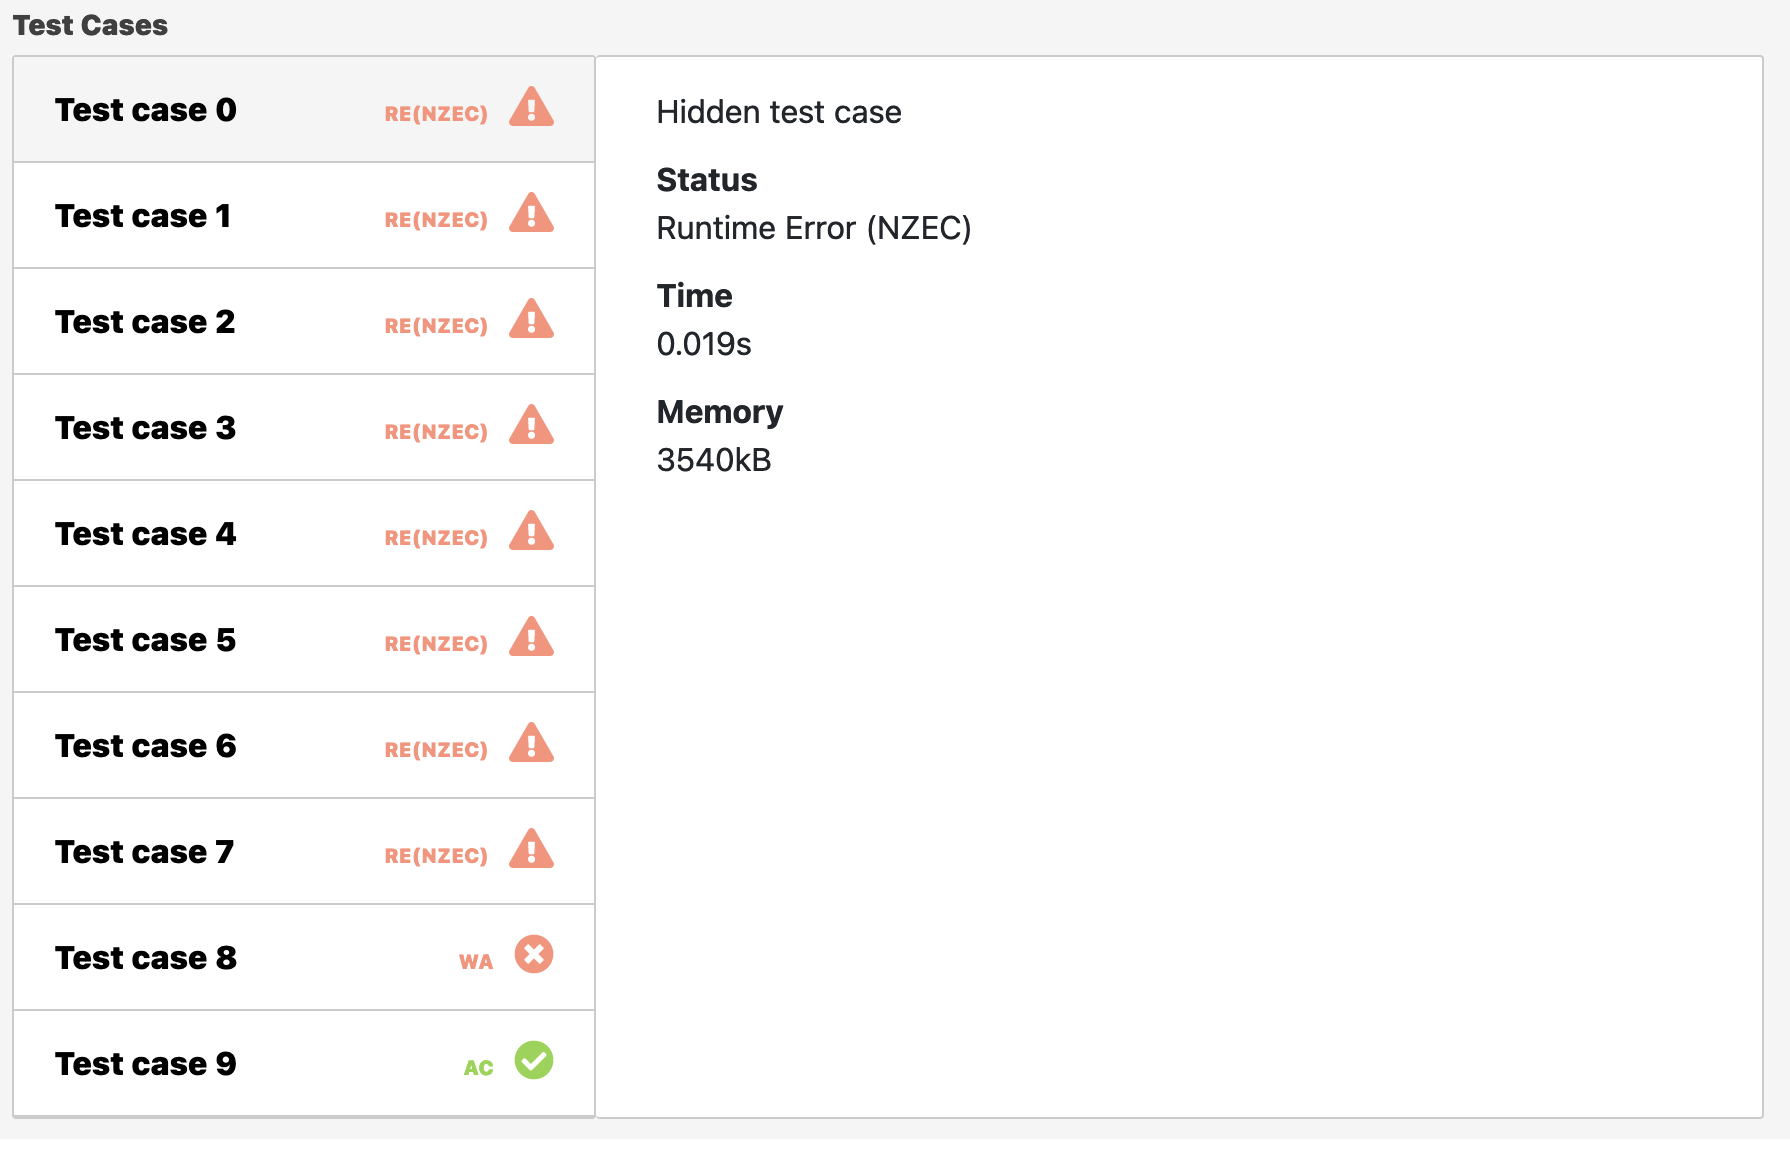 Test Cases
Test case 0 RE(NZEC)
Test case 1 RE(NZEC)
Test case 2 RE(NZEC)
Test case 3 RE(NZEC)
Test case 4 RE(NZEC)
Test case 5 RE(NZEC)
Test case 6 RE(NZEC)
Test case 7 RE(NZEC)
Test case 8 WA
Test case 9 AC
Hidden test case
Status
Runtime Error (NZEC)
Time
0.019s
Memory
3540kB